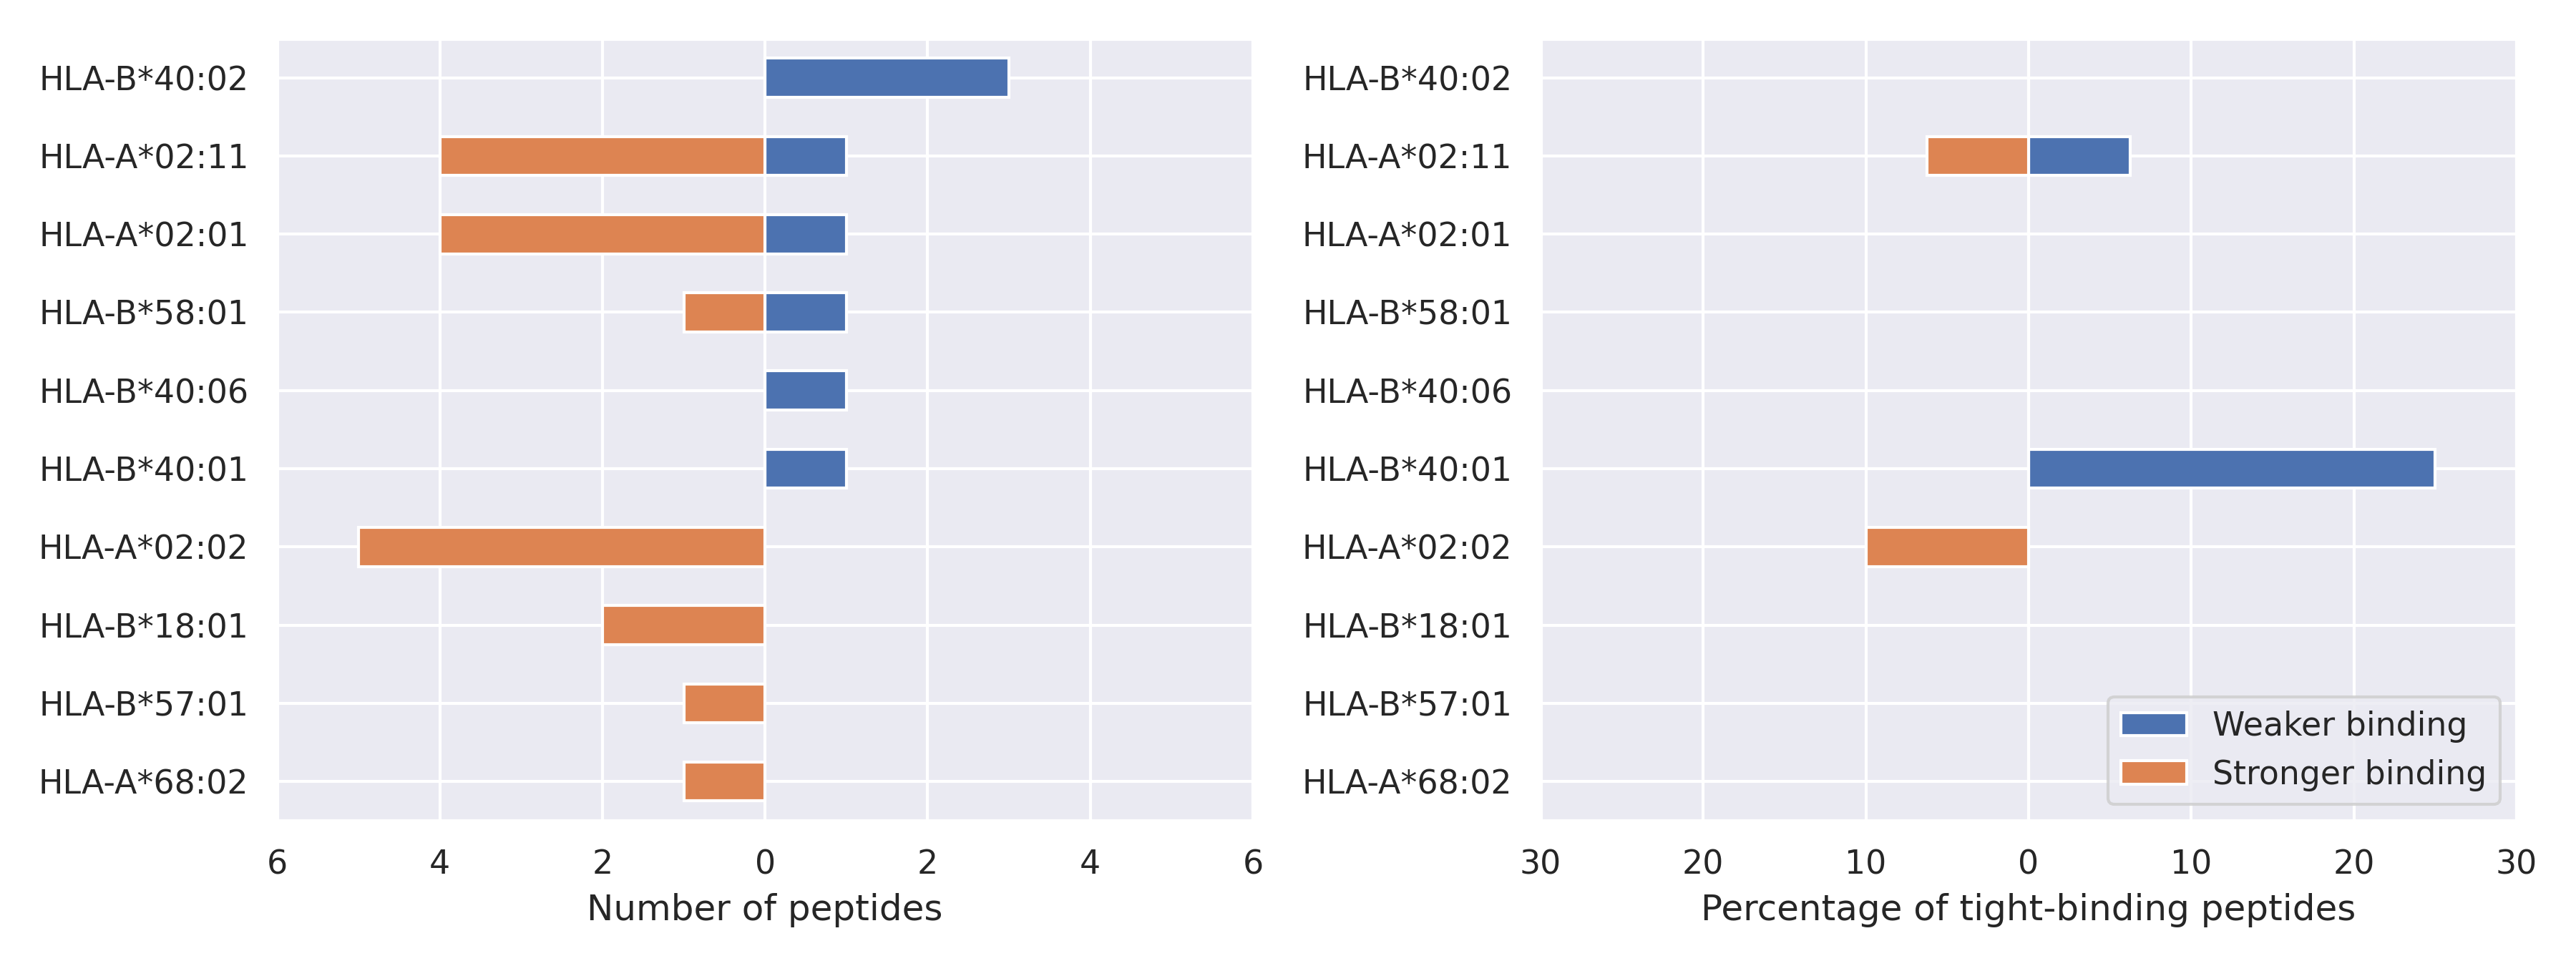 HLA-B*40:02
HLA-A*02:11
HLA-A*02:01
HLA-B*58:01
HLA-B*40:06
HLA-B*40:01
HLA-A*02:02
HLA-B*18:01
HLA-B*57:01
HLA-A*68:02
6 4 2 0 2 4 6
Number of peptides
HLA-B*40:02
HLA-A*02:11
HLA-A*02:01
HLA-B*58:01
HLA-B*40:06
HLA-B*40:01
HLA-A*02:02
HLA-B*18:01
HLA-B*57:01
HLA-A*68:02
Weaker binding
Stronger binding
30 20 10 0 10 20 30
Percentage of tight-binding peptides